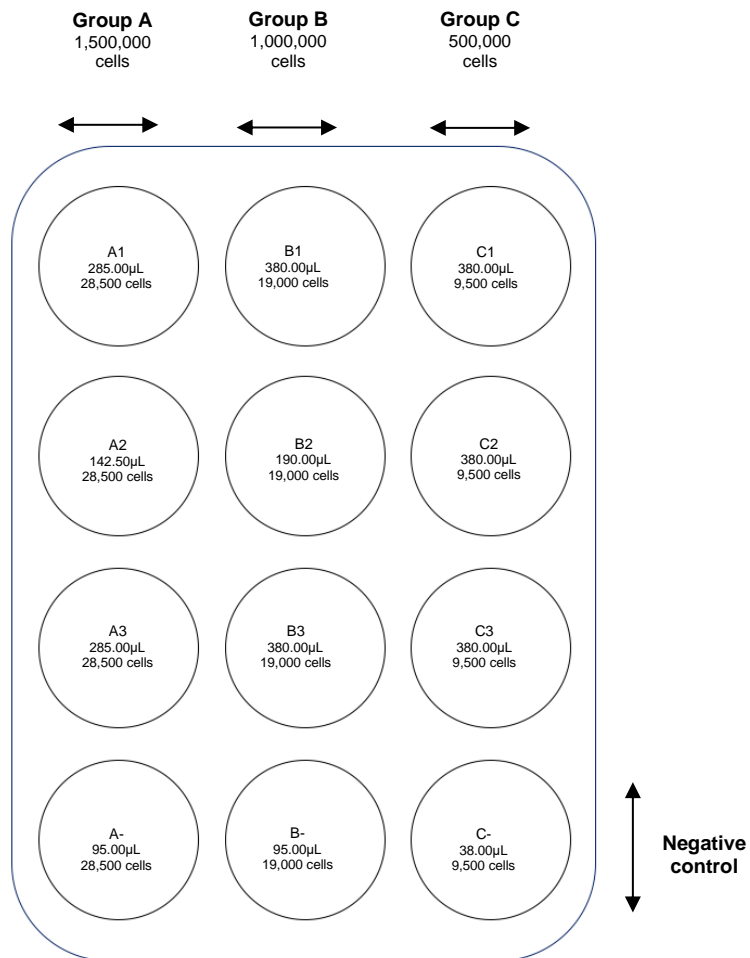 Group A
1,500,000
cells
Group B
1,000,000
cells
Group C
500,000
cells
A1
285.00µL
28,500 cells
B1
380.00µL
19,000 cells
C1
380.00µL
9,500 cells
A2
142.50µL
28,500 cells
B2
190.00µL
19,000 cells
C2
380.00µL
9,500 cells
A3
285.00µL
28,500 cells
B3
380.00µL
19,000 cells
C3
380.00µL
9,500 cells
A-
95.00µL
28,500 cells
B-
95.00µL
19,000 cells
C-
38.00µL
9,500 cells
Negative
control